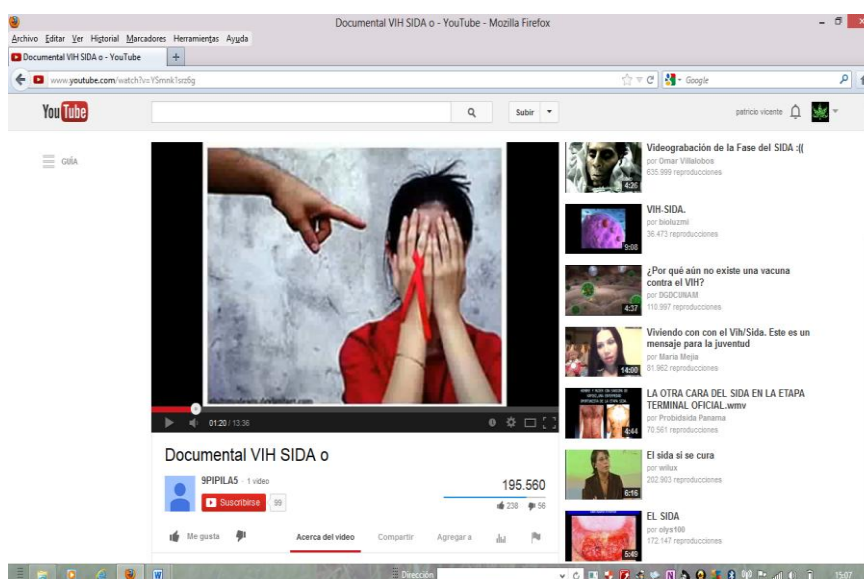 Documental VIH SIDA o - YouTube - Mozilla Firefox
Archivo Editar Ver Historial Marcadores Herramientas Ayuda
Documental VIH SIDA o - YouTube
www.youtube.com/watch?v=YSmnk1srz6g
Google
YouTube
Subir
patricio vicente
GUÍA
01:20 / 13:36
Documental VIH SIDA o
9PIPILA5 · 1 video
Suscribirse 99
195.560
238 56
Me gusta
Acerca del video Compartir Agregar a
Videograbación de la Fase del SIDA :((
por Omar Villalobos
635.999 reproducciones
4:26
VIH-SIDA.
por bioluzmi
36.473 reproducciones
9:08
¿Por qué aún no existe una vacuna
contra el VIH?
por DGDCUNAM
110.997 reproducciones
4:37
Viviendo con con el Vih/Sida. Este es un
mensaje para la juventud
por Maria Mejia
81.962 reproducciones
14:00
LA OTRA CARA DEL SIDA EN LA ETAPA
TERMINAL OFICIAL.wmv
por Probidsida Panama
70.561 reproducciones
4:44
El sida si se cura
por wilux
202.903 reproducciones
6:16
EL SIDA
por olys100
172.147 reproducciones
5:49
Dirección
15:07